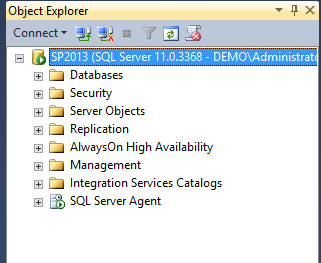 Object Explorer
Connect
SP2013 (SQL Server 11.0.3368 - DEMO\Administrato
Databases
Security
Server Objects
Replication
AlwaysOn High Availability
Management
Integration Services Catalogs
SQL Server Agent